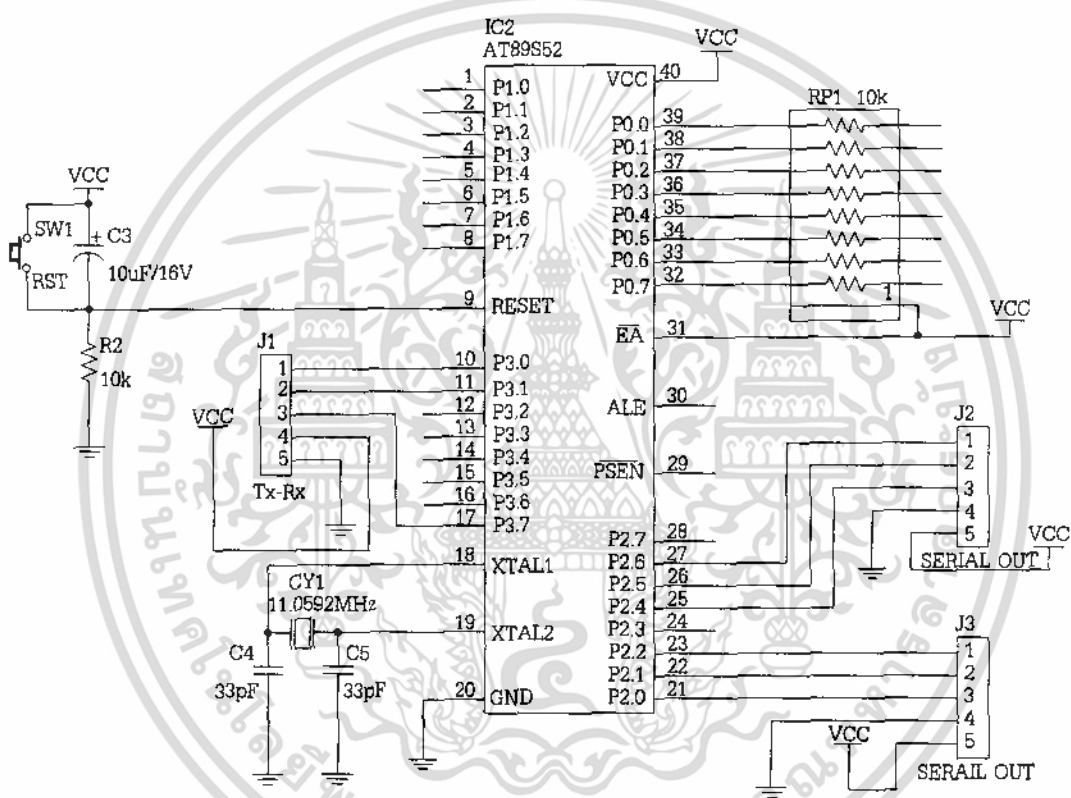 IC2
AT89S52
VCC
1 P1.0
2 P1.1
3 P1.2
4 P1.3
5 P1.4
6 P1.5
7 P1.6
8 P1.7
9 RESET
10 P3.0
11 P3.1
12 P3.2
13 P3.3
14 P3.4
15 P3.5
16 P3.6
17 P3.7
18 XTAL1
19 XTAL2
20 GND
VCC 40
P0.0 39
P0.1 38
P0.2 37
P0.3 36
P0.4 35
P0.5 34
P0.6 33
P0.7 32
EA 31
ALE 30
PSEN 29
P2.7 28
P2.6 27
P2.5 26
P2.4 25
P2.3 24
P2.2 23
P2.1 22
P2.0 21
RP1 10k
1
VCC
VCC
SW1
RST
+ C3
10uF/16V
R2
10k
J1
1
2
3
4
5
Tx-Rx
VCC
CY1
11.0592MHz
C4
33pF
C5
33pF
J2
1
2
3
4
5
VCC
SERIAL OUT
J3
1
2
3
4
5
VCC
SERAIL OUT